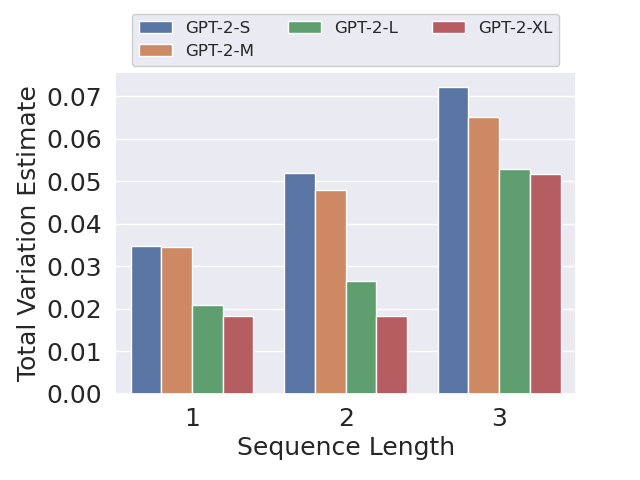 GPT-2-S GPT-2-L GPT-2-XL
GPT-2-M
Total Variation Estimate
0.07
0.06
0.05
0.04
0.03
0.02
0.01
0.00
1 2 3
Sequence Length